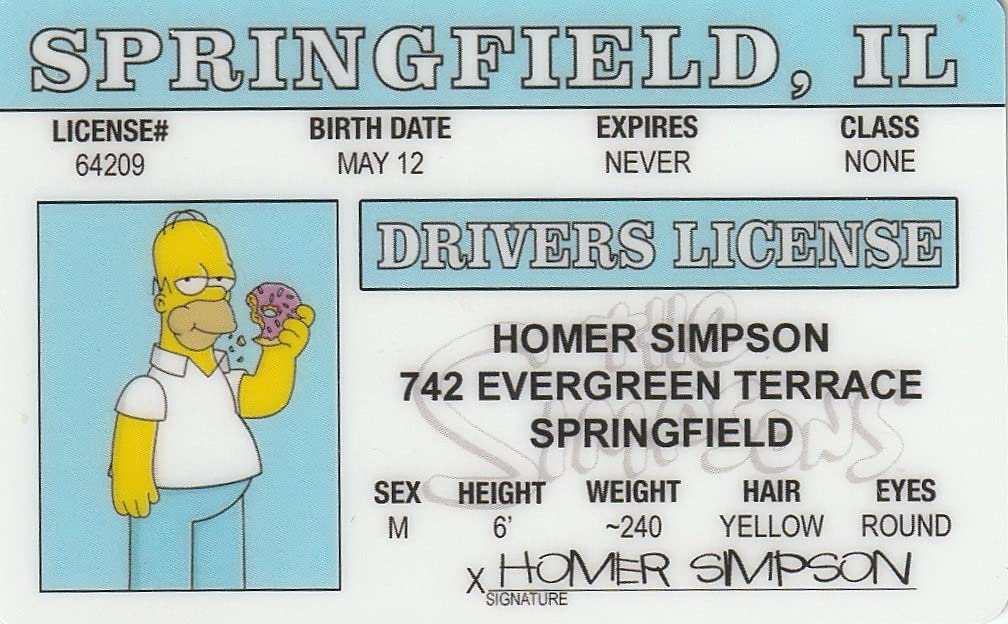 SPRINGFIELD, IL
LICENSE# BIRTH DATE EXPIRES CLASS
64209 MAY 12 NEVER NONE
DRIVERS LICENSE
THE
SIMPSONS
HOMER SIMPSON
742 EVERGREEN TERRACE
SPRINGFIELD
SEX HEIGHT WEIGHT HAIR EYES
M 6' ~240 YELLOW ROUND
X HOMER SIMPSON
SIGNATURE